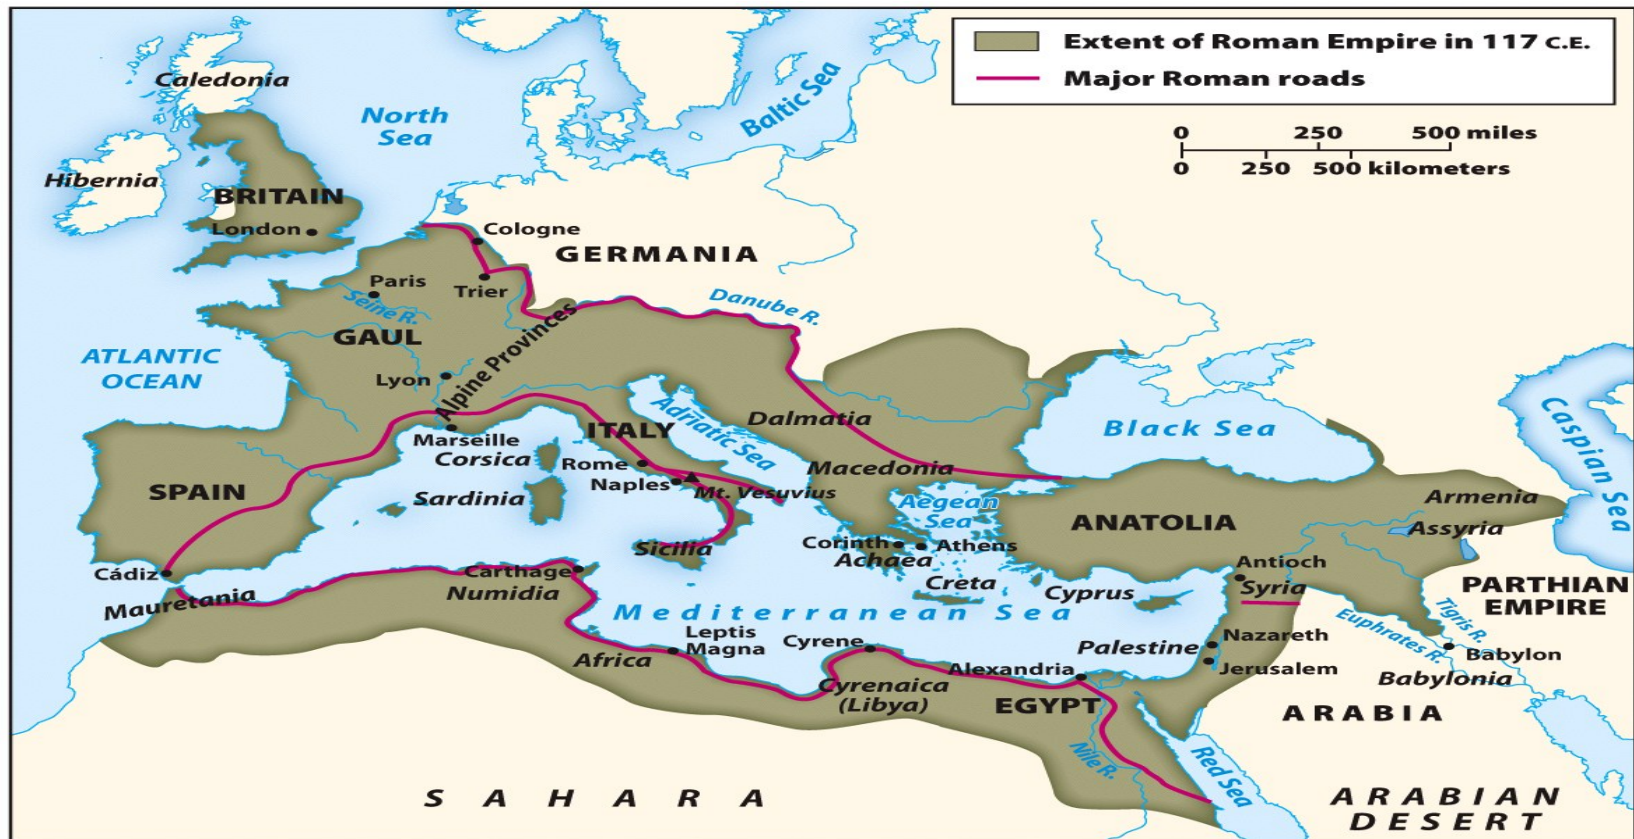 Extent of Roman Empire in 117 C.E.
Major Roman roads
0 250 500 miles
0 250 500 kilometers
Caledonia
North
Sea
Baltic Sea
Hibernia
BRITAIN
London
Cologne
GERMANIA
Paris
Trier
Seine R.
Danube R.
GAUL
Alpine Provinces
ATLANTIC
OCEAN
Lyon
Caspian Sea
Dalmatia
Adriatic Sea
Black Sea
ITALY
Marseille
Corsica
Rome
Macedonia
Naples
Mt. Vesuvius
SPAIN
Sardinia
Aegean
Sea
Armenia
ANATOLIA
Assyria
Sicilia
Corinth
Athens
Achaea
Antioch
Cádiz
Carthage
Numidia
Creta
Cyprus
Syria
PARTHIAN
EMPIRE
Mauretania
Mediterranean Sea
Tigris R.
Euphrates R.
Leptis
Magna
Cyrene
Palestine
Nazareth
Babylon
Africa
Alexandria
Jerusalem
Babylonia
Cyrenaica
(Libya)
EGYPT
ARABIA
Nile R.
Red Sea
SAHARA
ARABIAN
DESERT